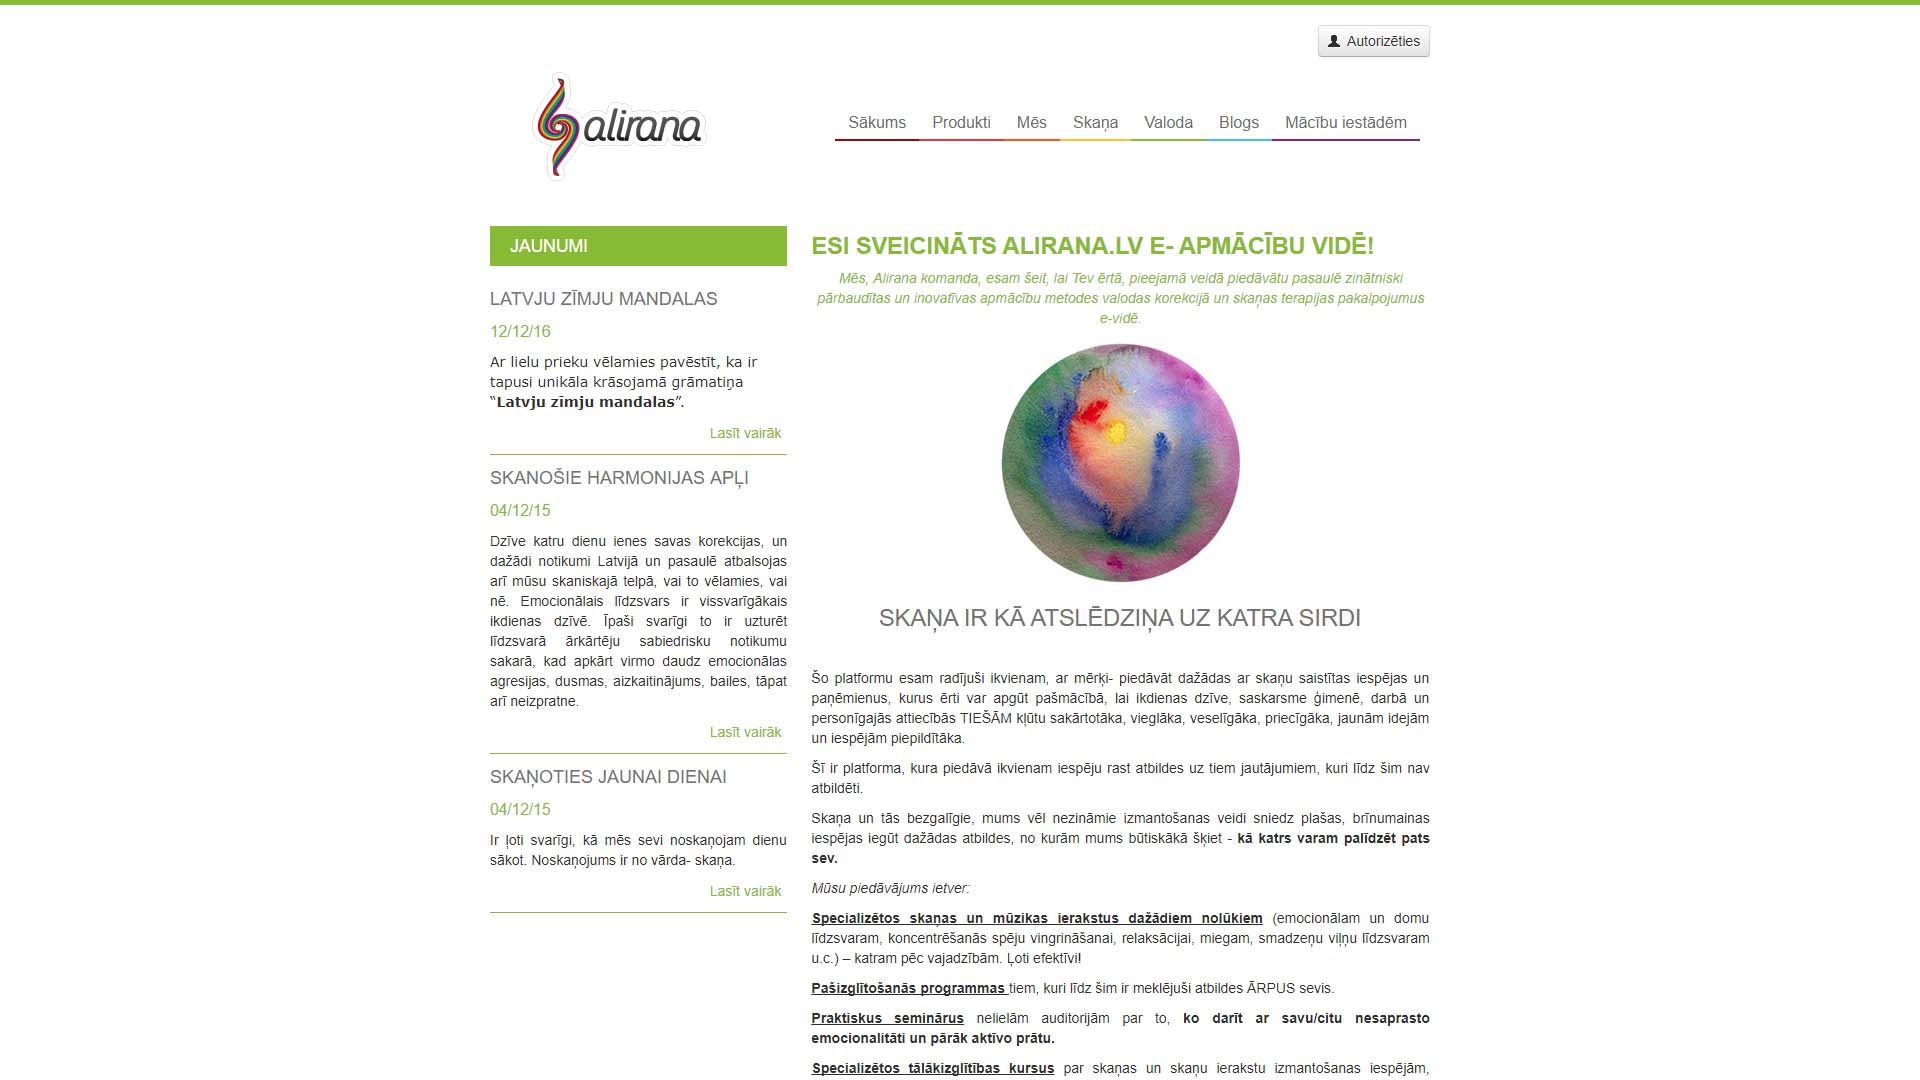 Autorizēties
alirana
Sākums Produkti Mēs Skaņa Valoda Blogs Mācību iestādēm
JAUNUMI
LATVJU ZĪMJU MANDALAS
12/12/16
Ar lielu prieku vēlamies pavēstīt, ka ir
tapusi unikāla krāsojamā grāmatiņa
“Latvju zīmju mandalas”.
Lasīt vairāk
SKANOŠIE HARMONIJAS APĻI
04/12/15
Dzīve katru dienu ienes savas korekcijas, un
dažādi notikumi Latvijā un pasaulē atbalsojas
arī mūsu skaniskajā telpā, vai to vēlamies, vai
nē. Emocionālais līdzsvars ir vissvarīgākais
ikdienas dzīvē. Īpaši svarīgi to ir uzturēt
līdzsvarā ārkārtēju sabiedrisku notikumu
sakarā, kad apkārt virmo daudz emocionālas
agresijas, dusmas, aizkaitinājums, bailes, tāpat
arī neizpratne.
Lasīt vairāk
SKAŅOTIES JAUNAI DIENAI
04/12/15
Ir ļoti svarīgi, kā mēs sevi noskaņojam dienu
sākot. Noskaņojums ir no vārda- skaņa.
Lasīt vairāk
ESI SVEICINĀTS ALIRANA.LV E- APMĀCĪBU VIDĒ!
Mēs, Alirana komanda, esam šeit, lai Tev ērtā, pieejamā veidā piedāvātu pasaulē zinātniski
pārbaudītas un inovatīvas apmācību metodes valodas korekcijā un skaņas terapijas pakalpojumus
e-vidē.
SKAŅA IR KĀ ATSLĒDZIŅA UZ KATRA SIRDI
Šo platformu esam radījuši ikvienam, ar mērķi- piedāvāt dažādas ar skaņu saistītas iespējas un
paņēmienus, kurus ērti var apgūt pašmācībā, lai ikdienas dzīve, saskarsme ģimenē, darbā un
personīgajās attiecībās TIEŠĀM kļūtu sakārtotāka, vieglāka, veselīgāka, priecīgāka, jaunām idejām
un iespējām piepildītāka.
Šī ir platforma, kura piedāvā ikvienam iespēju rast atbildes uz tiem jautājumiem, kuri līdz šim nav
atbildēti.
Skaņa un tās bezgalīgie, mums vēl nezināmie izmantošanas veidi sniedz plašas, brīnumainas
iespējas iegūt dažādas atbildes, no kurām mums būtiskākā šķiet - kā katrs varam palīdzēt pats
sev.
Mūsu piedāvājums ietver:
Specializētos skaņas un mūzikas ierakstus dažādiem nolūkiem (emocionālam un domu
līdzsvaram, koncentrēšanās spēju vingrināšanai, relaksācijai, miegam, smadzeņu viļņu līdzsvaram
u.c.) – katram pēc vajadzībām. Ļoti efektīvi!
Pašizglītošanās programmas tiem, kuri līdz šim ir meklējuši atbildes ĀRPUS sevis.
Praktiskus seminārus nelielām auditorijām par to, ko darīt ar savu/citu nesaprasto
emocionalitāti un pārāk aktīvo prātu.
Specializētos tālākizglītības kursus par skaņas un skaņu ierakstu izmantošanas iespējām,